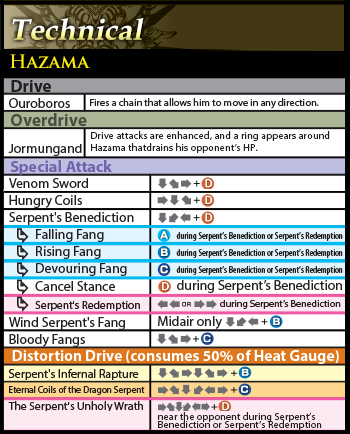 Technical
HAZAMA
Drive
Ouroboros Fires a chain that allows him to move in any direction.
Overdrive
Jormungand Drive attacks are enhanced, and a ring appears around
Hazama thatdrains his opponent's HP.
Special Attack
Venom Sword ⬇⬊➡+D
Hungry Coils ➡⬇⬊+D
Serpent's Benediction ⬇⬋⬅+D
↳ Falling Fang A during Serpent's Benediction or Serpent's Redemption
↳ Rising Fang B during Serpent's Benediction or Serpent's Redemption
↳ Devouring Fang C during Serpent's Benediction or Serpent's Redemption
↳ Cancel Stance D during Serpent's Benediction
↳ Serpent's Redemption ⬅⬅ OR ➡➡ during Serpent's Benediction
Wind Serpent's Fang Midair only ⬇⬋⬅+B
Bloody Fangs ⬇⬊➡+C
Distortion Drive (consumes 50% of Heat Gauge)
Serpent's Infernal Rapture ⬇⬊➡⬇⬊➡+B
Eternal Coils of the Dragon Serpent ➡⬊⬇⬋⬅➡+C
The Serpent's Unholy Wrath ➡⬊⬇⬋⬅➡+D
near the opponent during Serpent's
Benediction or Serpent's Redemption